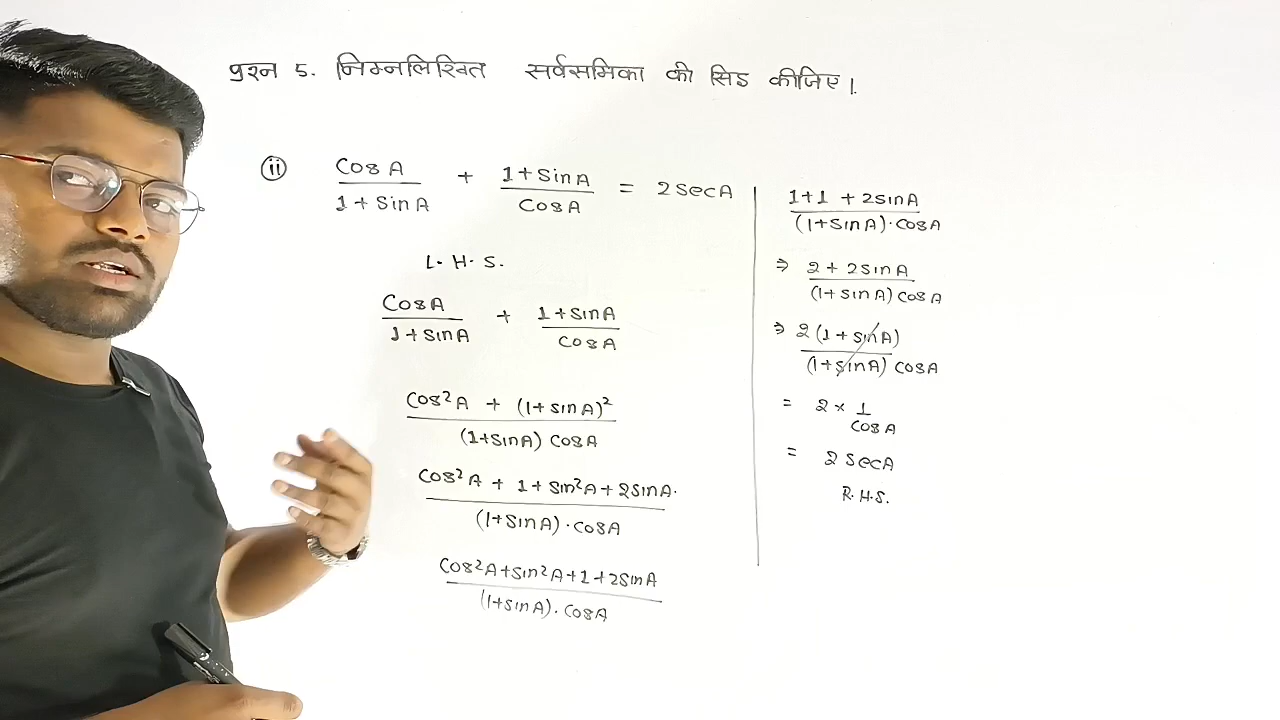 प्रश्न 5. निम्नलिखित सर्वसमिका को सिद्ध कीजिए।
(ii) CosA / 1 + SinA + 1 + SinA / CosA = 2 SecA
L. H. S.
CosA / 1 + SinA + 1 + SinA / CosA
Cos²A + (1 + SinA)² / (1+SinA) CosA
Cos²A + 1 + Sin²A + 2SinA. / (1+SinA) · CosA
Cos²A + Sin²A + 1 + 2SinA / (1+SinA) · CosA
1+1 + 2SinA / (1+SinA) · CosA
⇒ 2 + 2SinA / (1+SinA) CosA
⇒ 2 (1 + SinA) / (1+SinA) CosA
= 2 × 1 / CosA
= 2 SecA
R.H.S.